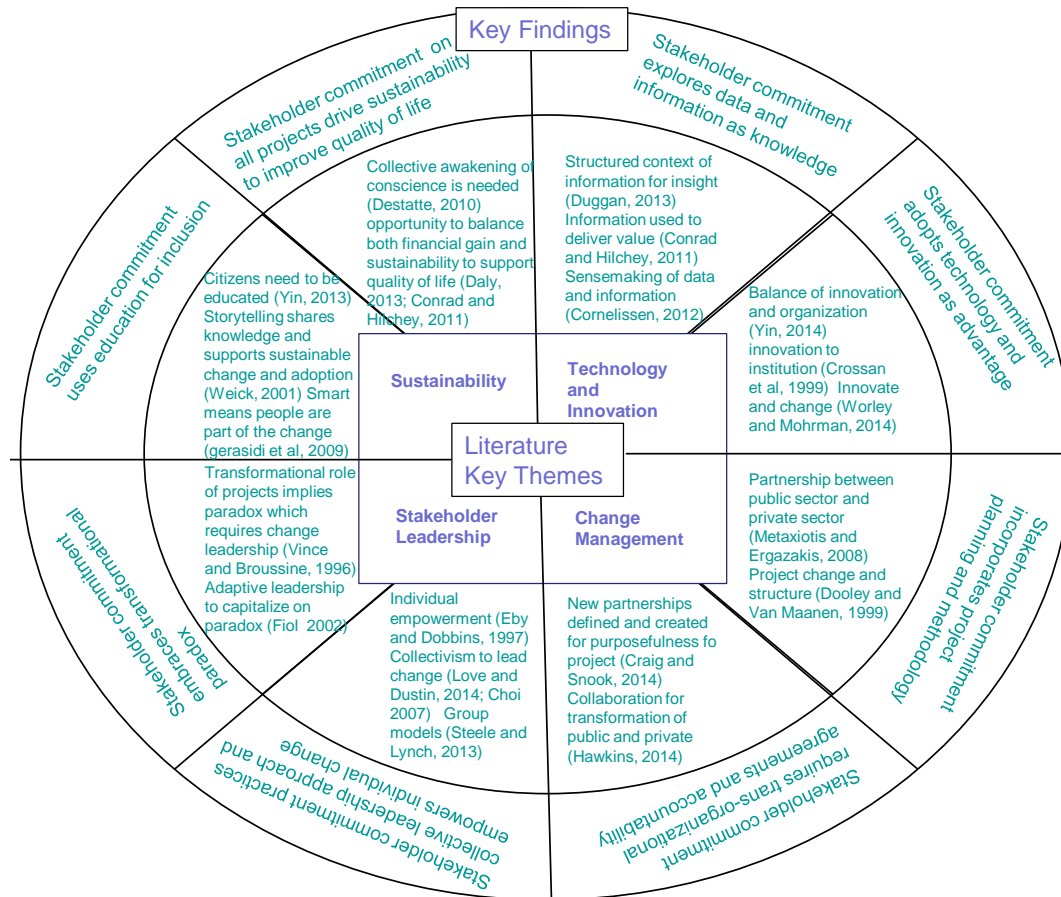 Key Findings
Stakeholder commitment on
all projects drive sustainability
to improve quality of life
Stakeholder commitment
explores data and
information as knowledge
Stakeholder commitment
adopts technology and
innovation as advantage
Stakeholder commitment
incorporates project
planning and methodology
Stakeholder commitment
requires trans-organizational
agreements and accountability
Stakeholder commitment practices
collective leadership approach and
empowers individual change
Stakeholder commitment
embraces transformational
paradox
Stakeholder commitment
uses education for inclusion
Collective awakening of
conscience is needed
(Destatte, 2010)
opportunity to balance
both financial gain and
sustainability to support
quality of life (Daly,
2013; Conrad and
Hilchey, 2011)
Structured context of
information for insight
(Duggan, 2013)
Information used to
deliver value (Conrad
and Hilchey, 2011)
Sensemaking of data
and information
(Cornelissen, 2012)
Citizens need to be
educated (Yin, 2013)
Storytelling shares
knowledge and
supports sustainable
change and adoption
(Weick, 2001) Smart
means people are
part of the change
(gerasidi et al, 2009)
Balance of innovation
and organization
(Yin, 2014)
innovation to
institution (Crossan
et al, 1999) Innovate
and change (Worley
and Mohrman, 2014)
Sustainability
Technology
and
Innovation
Literature
Key Themes
Stakeholder
Leadership
Change
Management
Transformational role
of projects implies
paradox which
requires change
leadership (Vince
and Broussine, 1996)
Adaptive leadership
to capitalize on
paradox (Fiol 2002)
Partnership between
public sector and
private sector
(Metaxiotis and
Ergazakis, 2008)
Project change and
structure (Dooley and
Van Maanen, 1999)
Individual
empowerment (Eby
and Dobbins, 1997)
Collectivism to lead
change (Love and
Dustin, 2014; Choi
2007) Group
models (Steele and
Lynch, 2013)
New partnerships
defined and created
for purposefulness fo
project (Craig and
Snook, 2014)
Collaboration for
transformation of
public and private
(Hawkins, 2014)